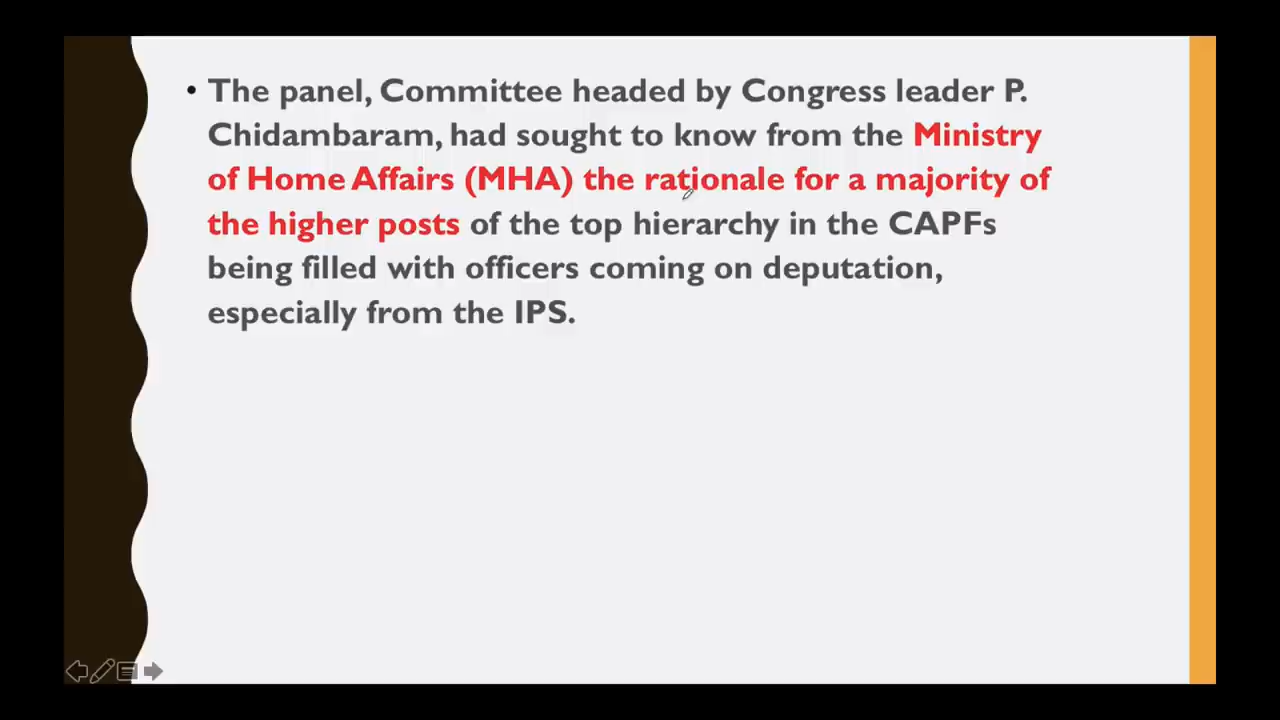 • The panel, Committee headed by Congress leader P.
Chidambaram, had sought to know from the Ministry
of Home Affairs (MHA) the rationale for a majority of
the higher posts of the top hierarchy in the CAPFs
being filled with officers coming on deputation,
especially from the IPS.